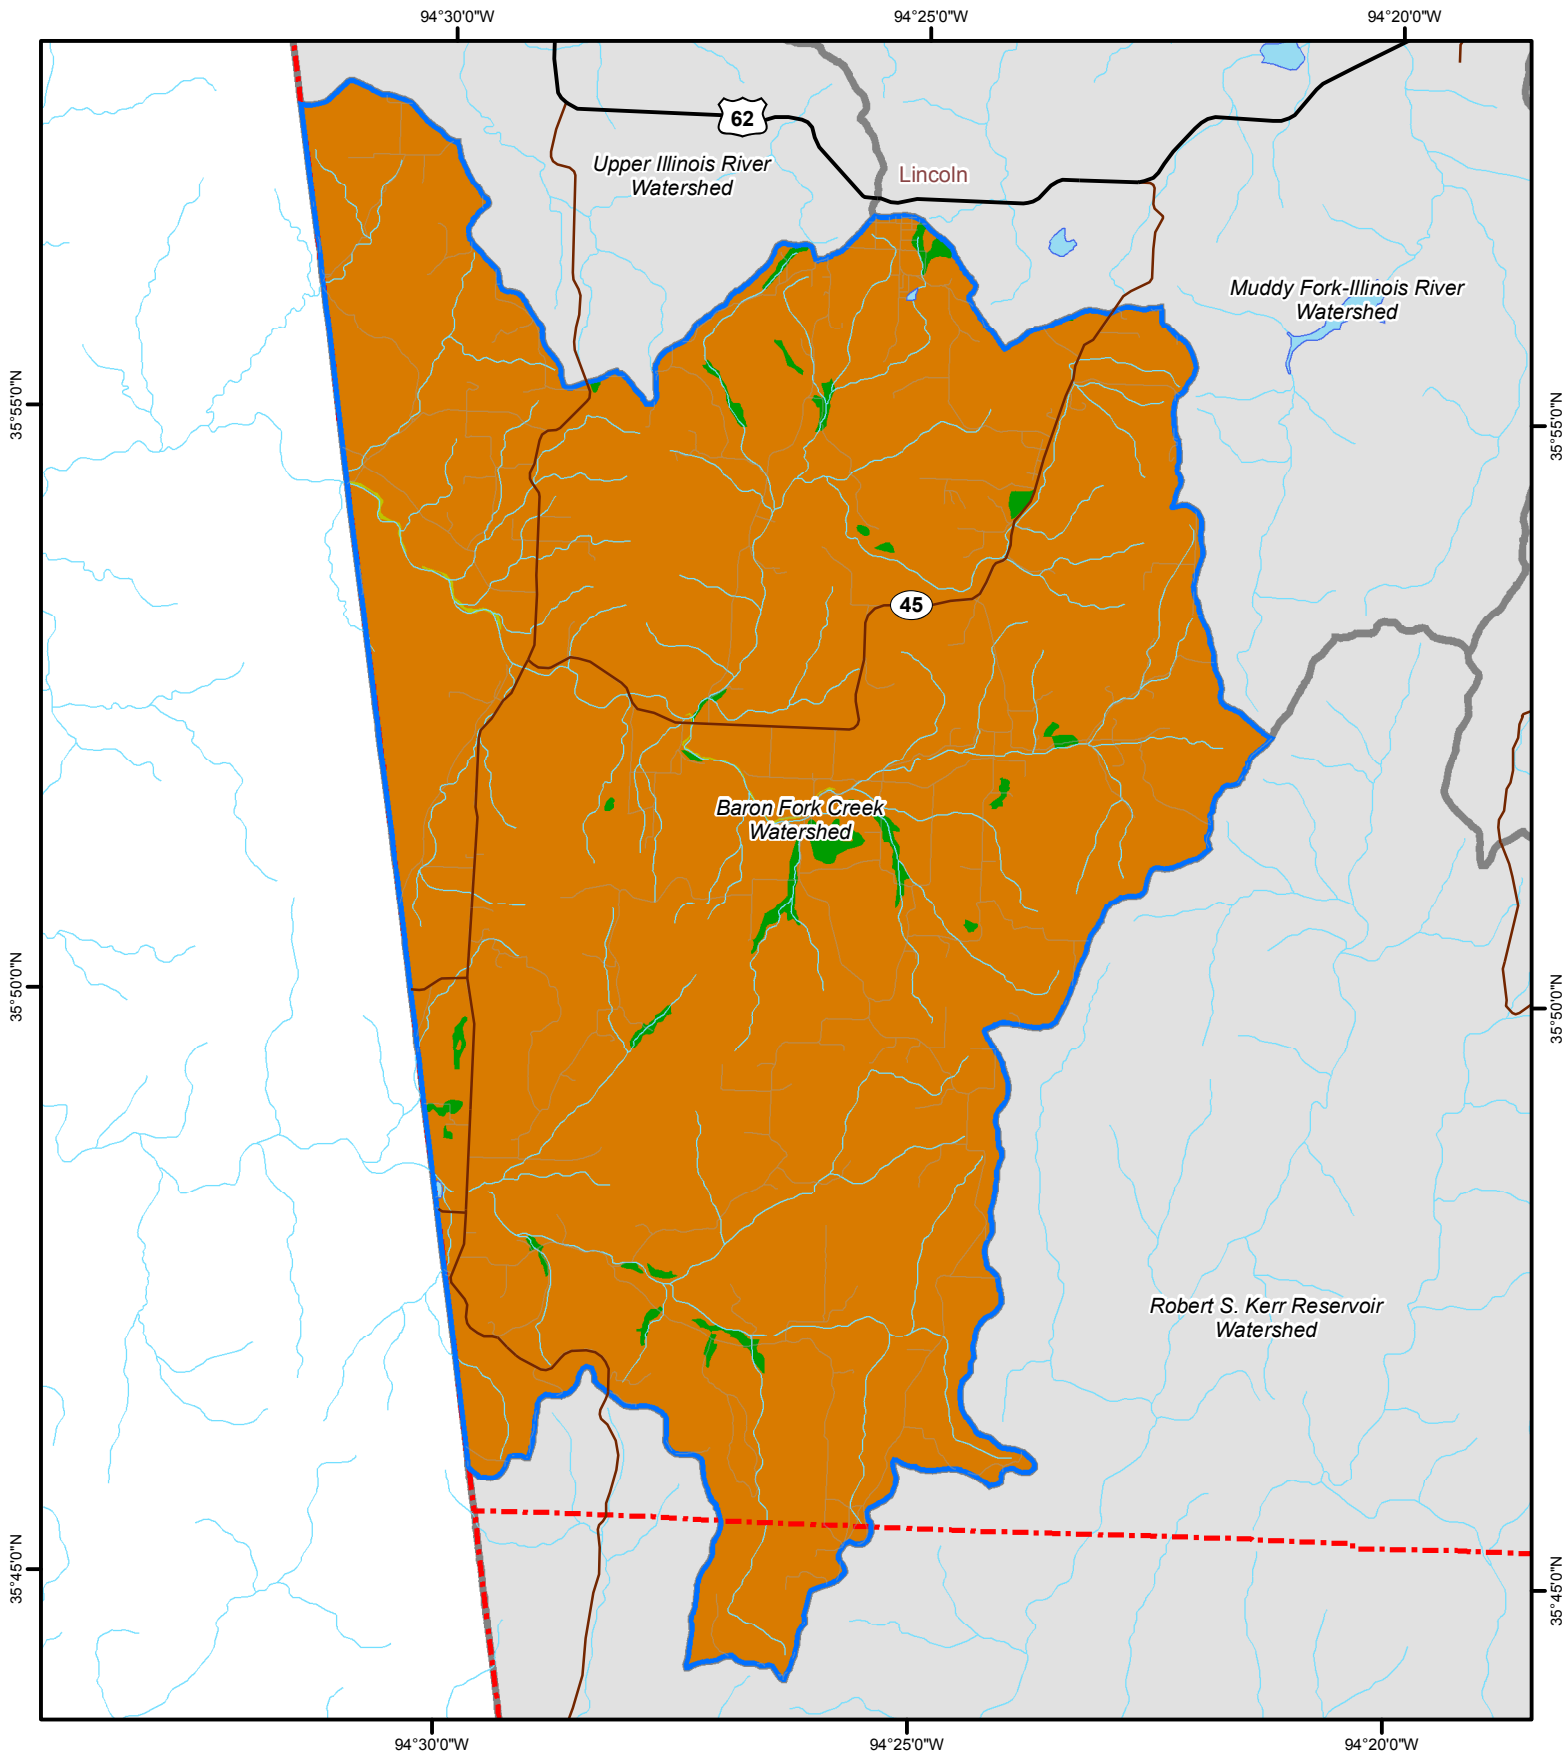 94°30'0"W
94°25'0"W
94°20'0"W
62
Upper Illinois River
Watershed
Lincoln
Muddy Fork-Illinois River
Watershed
35°55'0"N
35°55'0"N
45
Baron Fork Creek
Watershed
35°50'0"N
35°50'0"N
Robert S. Kerr Reservoir
Watershed
35°45'0"N
35°45'0"N
94°30'0"W
94°25'0"W
94°20'0"W